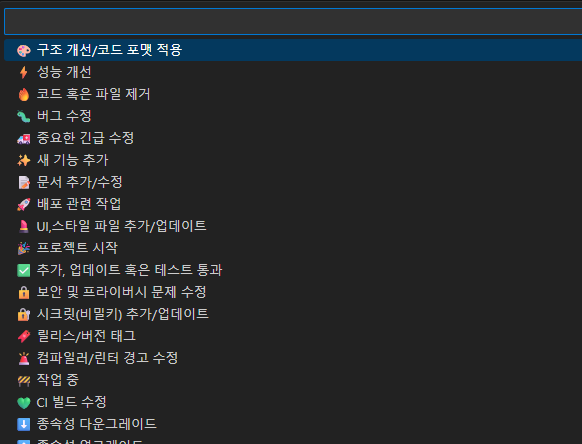 🎨 구조 개선/코드 포맷 적용
⚡ 성능 개선
🔥 코드 혹은 파일 제거
🐛 버그 수정
🚑 중요한 긴급 수정
✨ 새 기능 추가
📝 문서 추가/수정
🚀 배포 관련 작업
💄 UI,스타일 파일 추가/업데이트
🎉 프로젝트 시작
✅ 추가, 업데이트 혹은 테스트 통과
🔒 보안 및 프라이버시 문제 수정
🔐 시크릿(비밀키) 추가/업데이트
🔖 릴리스/버전 태그
🚨 컴파일러/린터 경고 수정
🚧 작업 중
💚 CI 빌드 수정
⬇️ 종속성 다운그레이드